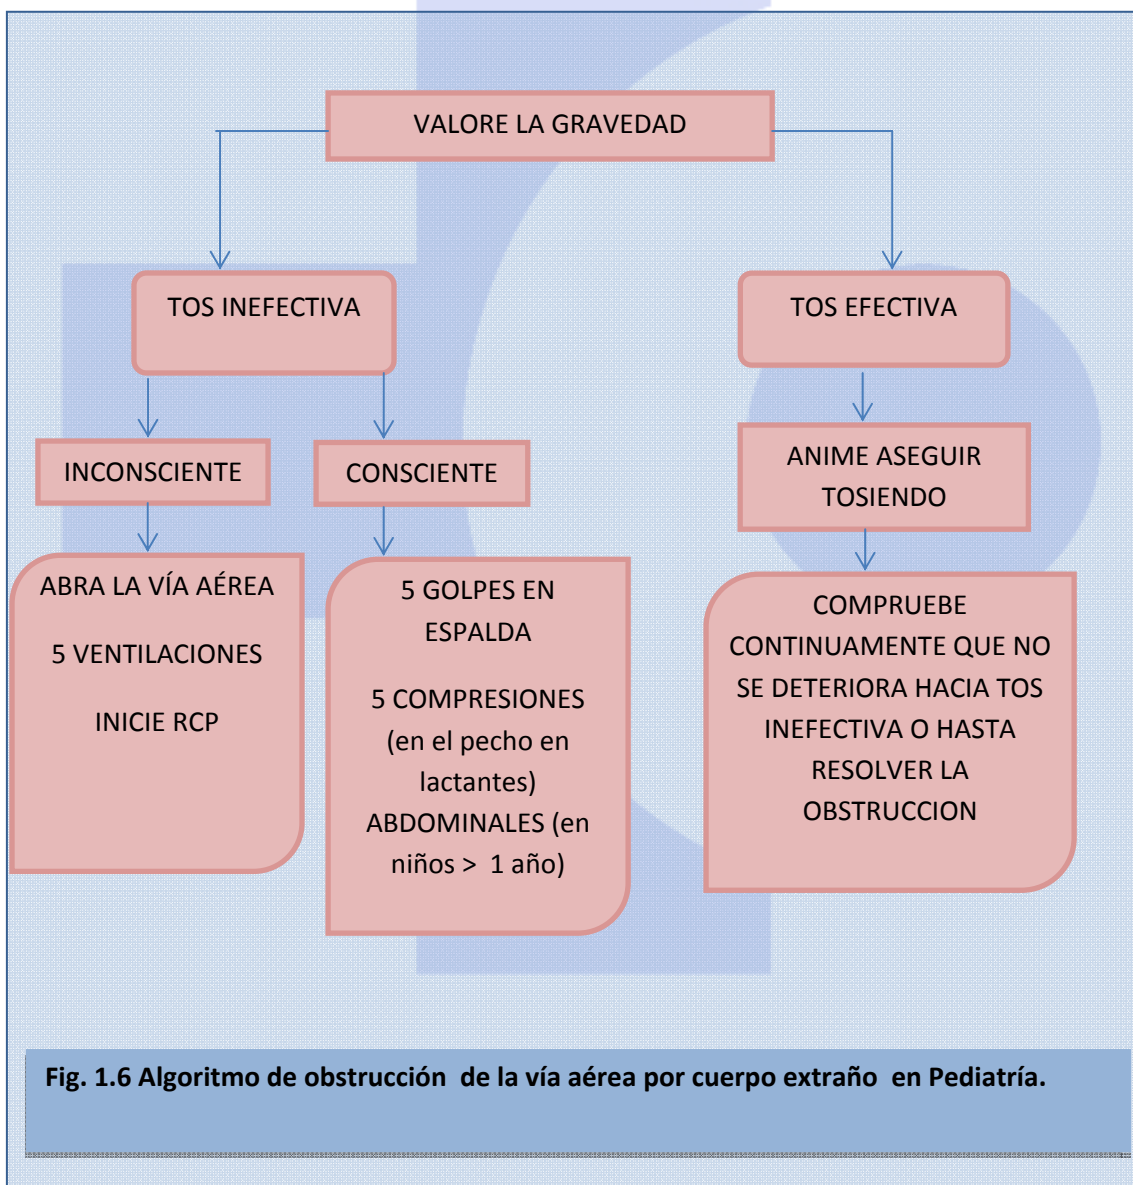 VALORE LA GRAVEDAD
TOS INEFECTIVA
TOS EFECTIVA
INCONSCIENTE
CONSCIENTE
ANIME ASEGUIR
TOSIENDO
ABRA LA VÍA AÉREA
5 VENTILACIONES
INICIE RCP
5 GOLPES EN
ESPALDA
5 COMPRESIONES
(en el pecho en
lactantes)
ABDOMINALES (en
niños > 1 año)
COMPRUEBE
CONTINUAMENTE QUE NO
SE DETERIORA HACIA TOS
INEFECTIVA O HASTA
RESOLVER LA
OBSTRUCCION
Fig. 1.6 Algoritmo de obstrucción de la vía aérea por cuerpo extraño en Pediatría.